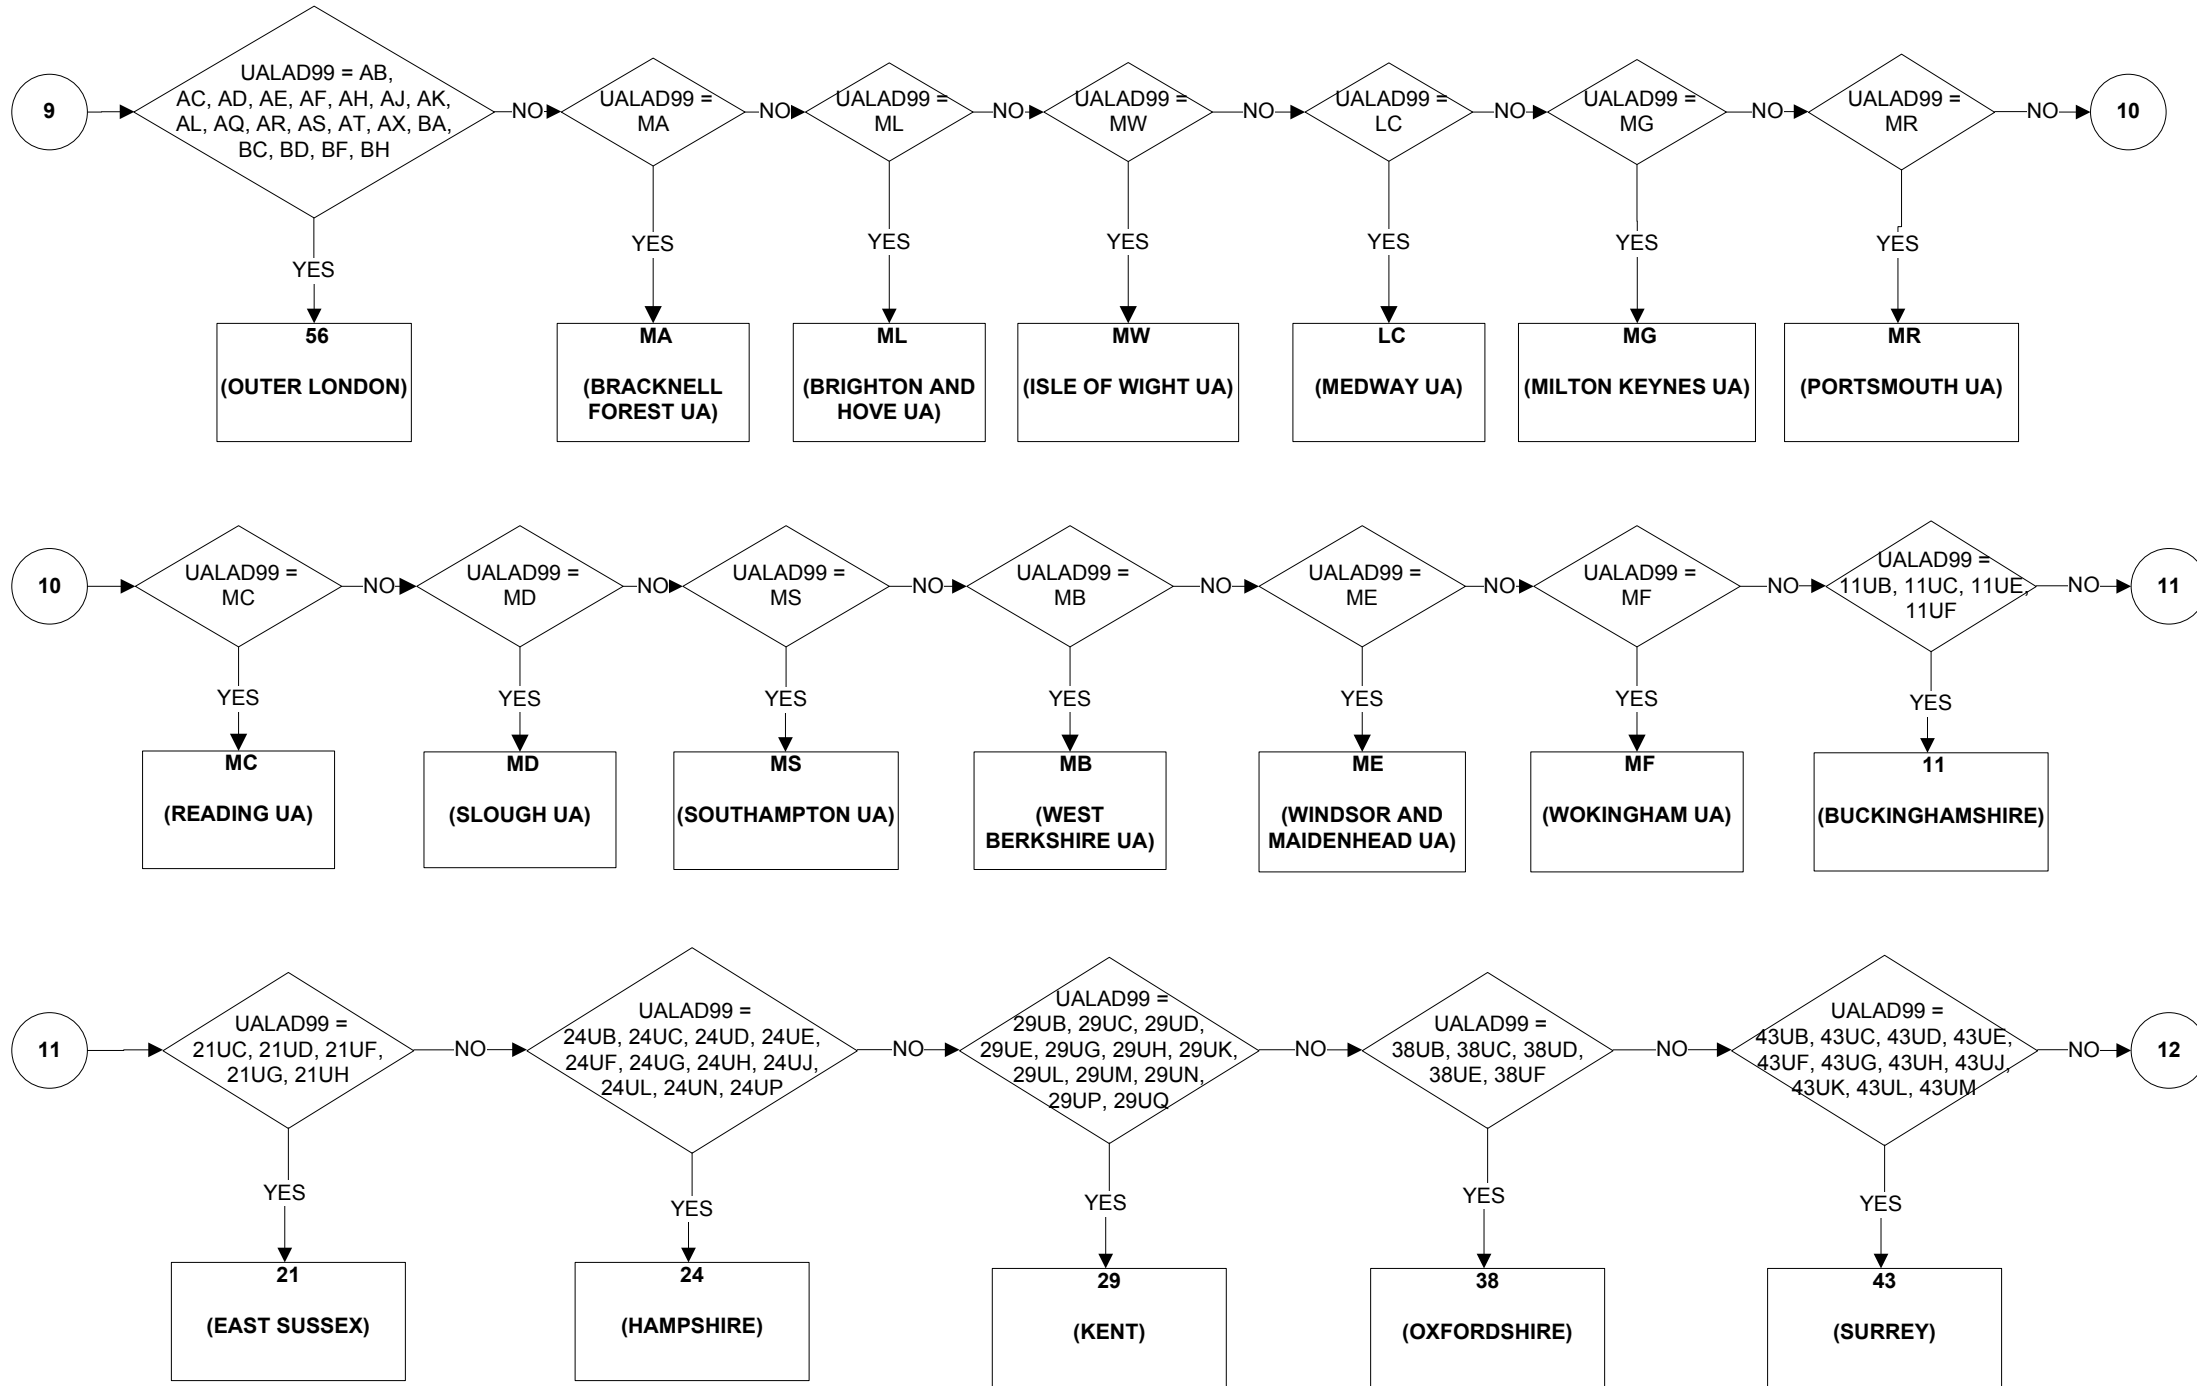 9
UALAD99 = AB,
AC, AD, AE, AF, AH, AJ, AK,
AL, AQ, AR, AS, AT, AX, BA,
BC, BD, BF, BH
NO
UALAD99 =
MA
NO
UALAD99 =
ML
NO
UALAD99 =
MW
NO
UALAD99 =
LC
NO
UALAD99 =
MG
NO
UALAD99 =
MR
NO
10
YES
YES
YES
YES
YES
YES
YES
56
(OUTER LONDON)
MA
(BRACKNELL
FOREST UA)
ML
(BRIGHTON AND
HOVE UA)
MW
(ISLE OF WIGHT UA)
LC
(MEDWAY UA)
MG
(MILTON KEYNES UA)
MR
(PORTSMOUTH UA)
10
UALAD99 =
MC
NO
UALAD99 =
MD
NO
UALAD99 =
MS
NO
UALAD99 =
MB
NO
UALAD99 =
ME
NO
UALAD99 =
MF
NO
UALAD99 =
11UB, 11UC, 11UE,
11UF
NO
11
YES
YES
YES
YES
YES
YES
YES
MC
(READING UA)
MD
(SLOUGH UA)
MS
(SOUTHAMPTON UA)
MB
(WEST
BERKSHIRE UA)
ME
(WINDSOR AND
MAIDENHEAD UA)
MF
(WOKINGHAM UA)
11
(BUCKINGHAMSHIRE)
11
UALAD99 =
21UC, 21UD, 21UF,
21UG, 21UH
NO
UALAD99 =
24UB, 24UC, 24UD, 24UE,
24UF, 24UG, 24UH, 24UJ,
24UL, 24UN, 24UP
NO
UALAD99 =
29UB, 29UC, 29UD,
29UE, 29UG, 29UH, 29UK,
29UL, 29UM, 29UN,
29UP, 29UQ
NO
UALAD99 =
38UB, 38UC, 38UD,
38UE, 38UF
NO
UALAD99 =
43UB, 43UC, 43UD, 43UE,
43UF, 43UG, 43UH, 43UJ,
43UK, 43UL, 43UM
NO
12
YES
YES
YES
YES
YES
21
(EAST SUSSEX)
24
(HAMPSHIRE)
29
(KENT)
38
(OXFORDSHIRE)
43
(SURREY)